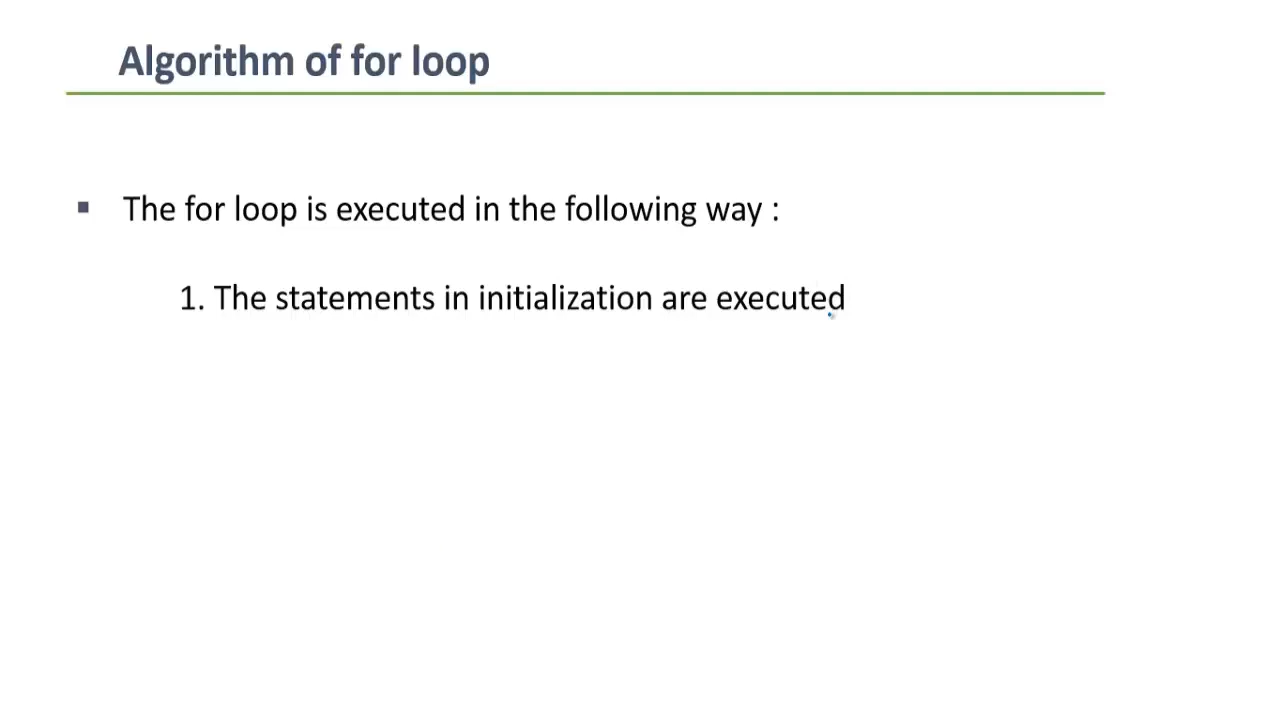 Algorithm of for loop
▪ The for loop is executed in the following way :
1. The statements in initialization are executed